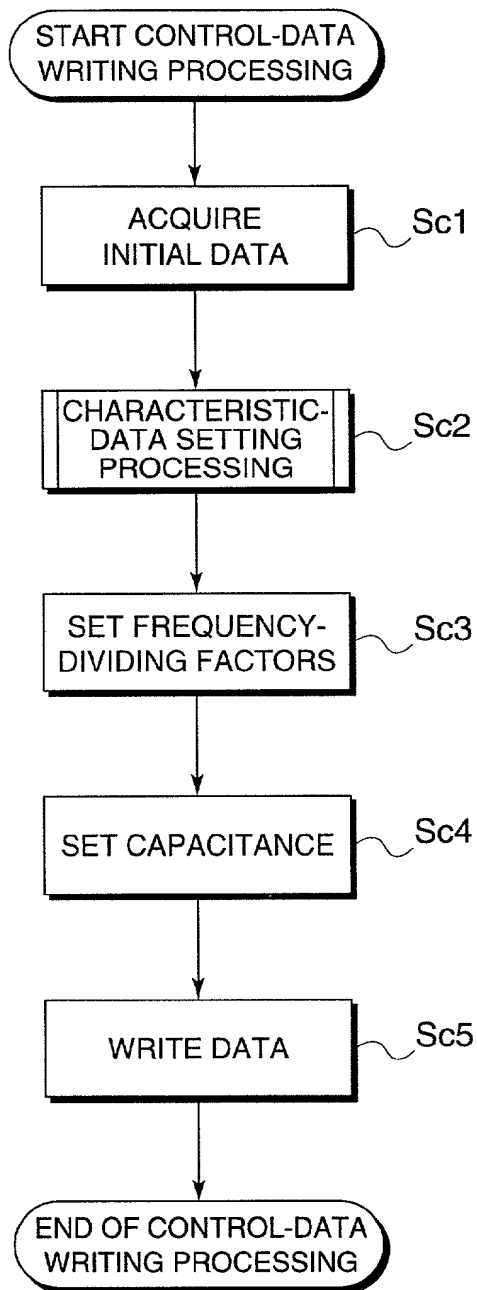 START CONTROL-DATA
WRITING PROCESSING
ACQUIRE
INITIAL DATA
Sc1
CHARACTERISTIC-
DATA SETTING
PROCESSING
Sc2
SET FREQUENCY-
DIVIDING FACTORS
Sc3
SET CAPACITANCE
Sc4
WRITE DATA
Sc5
END OF CONTROL-DATA
WRITING PROCESSING